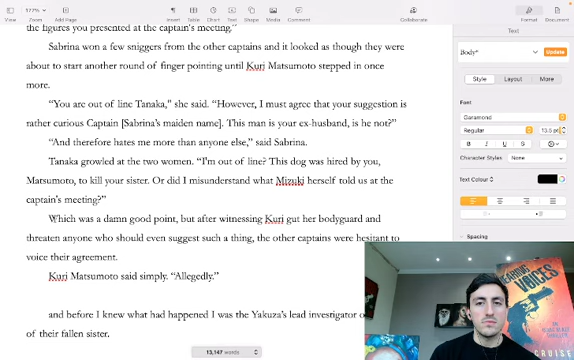 177%
View
Zoom
Add Page
Insert
Table
Chart
Text
Shape
Media
Comment
Collaborate
Format
Document
the figures you presented at the captain's meeting."
Sabrina won a few sniggers from the other captains and it looked as though they were
about to start another round of finger pointing until Kuri Matsumoto stepped in once
more.
"You are out of line Tanaka," she said. "However, I must agree that your suggestion is
rather curious Captain [Sabrina's maiden name]. This man is your ex-husband, is he not?"
"And therefore hates me more than anyone else," said Sabrina.
Tanaka growled at the two women. "I'm out of line? This dog was hired by you,
Matsumoto, to kill your sister. Or did I misunderstand what Mizuki herself told us at the
captain's meeting?"
Which was a damn good point, but after witnessing Kuri gut her bodyguard and
threaten anyone who should even suggest such a thing, the other captains were hesitant to
voice their agreement.
Kuri Matsumoto said simply. "Allegedly."
and before I knew what had happened I was the Yakuza's lead investigator
of their fallen sister.
13,147 words
Text
Body*
Update
Style
Layout
More
Font
Garamond
Regular
13.5 pt
B
I
U
S
Character Styles
None
Text Colour
Spacing
HEARING
VOICES
CRUISE